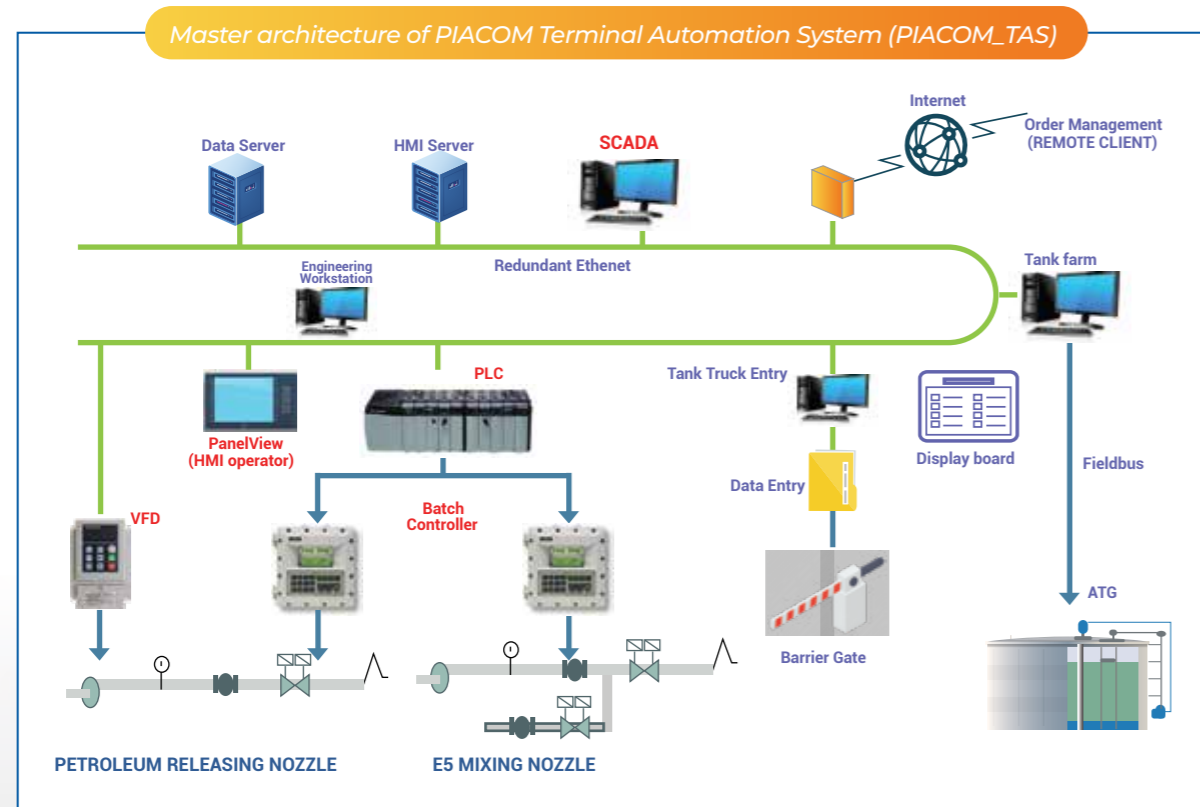 Master architecture of PIACOM Terminal Automation System (PIACOM_TAS)
Internet
Order Management
(REMOTE CLIENT)
Data Server
HMI Server
SCADA
Engineering
Workstation
Redundant Ethenet
Tank farm
PLC
Tank Truck Entry
PanelView
(HMI operator)
Display board
Fieldbus
Data Entry
VFD
Batch
Controller
ATG
Barrier Gate
PETROLEUM RELEASING NOZZLE
E5 MIXING NOZZLE